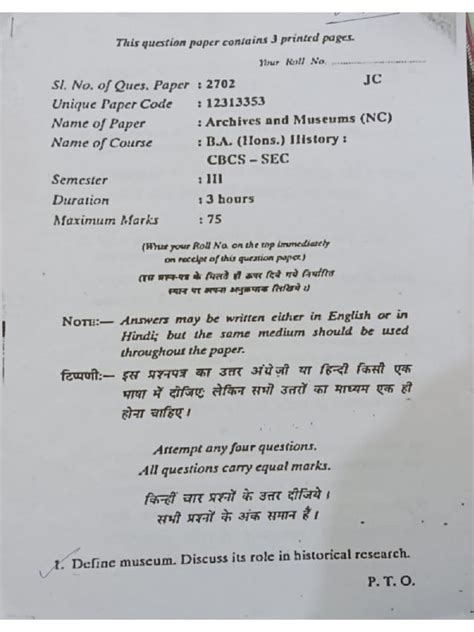 This question paper contains 3 printed pages.
Your Roll No. ........................
Sl. No. of Ques. Paper : 2702 JC
Unique Paper Code : 12313353
Name of Paper : Archives and Museums (NC)
Name of Course : B.A. (Hons.) History :
CBCS – SEC
Semester : III
Duration : 3 hours
Maximum Marks : 75
(Write your Roll No. on the top immediately
on receipt of this question paper.)
(इस प्रश्न-पत्र के मिलते ही ऊपर दिये गये निर्धारित
स्थान पर अपना अनुक्रमांक लिखिये।)
NOTE:— Answers may be written either in English or in
Hindi; but the same medium should be used
throughout the paper.
टिप्पणी:— इस प्रश्नपत्र का उत्तर अंग्रेज़ी या हिन्दी किसी एक
भाषा में दीजिए; लेकिन सभी उत्तरों का माध्यम एक ही
होना चाहिए।
Attempt any four questions.
All questions carry equal marks.
किन्हीं चार प्रश्नों के उत्तर दीजिये।
सभी प्रश्नों के अंक समान हैं।
1. Define museum. Discuss its role in historical research.
P. T. O.